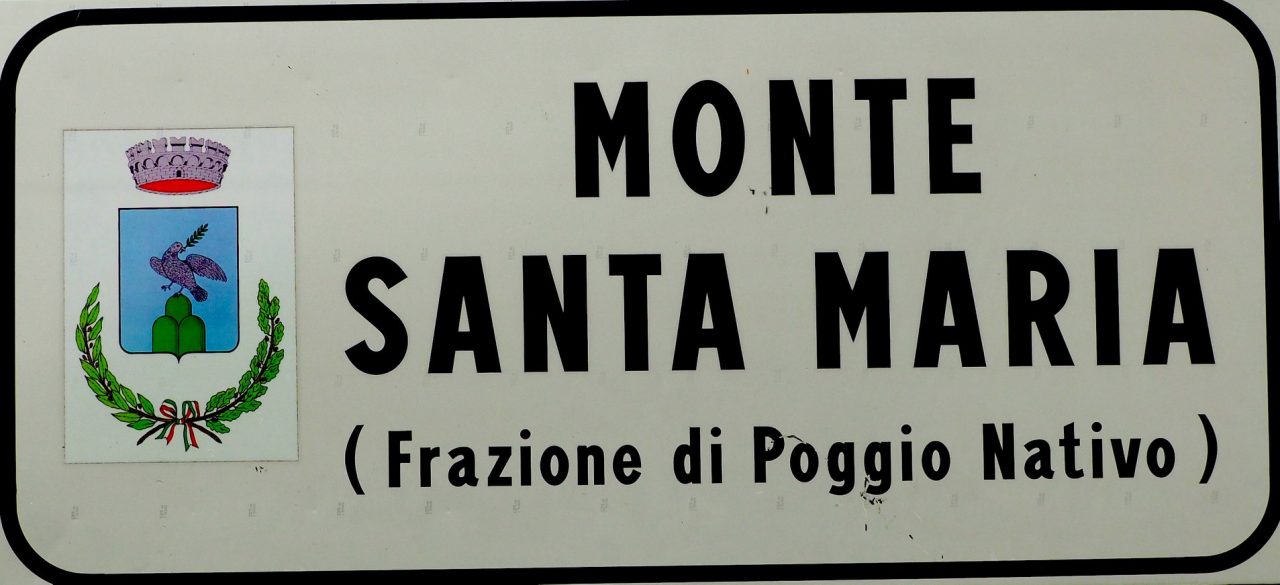 MONTE
SANTA MARIA
( Frazione di Poggio Nativo )